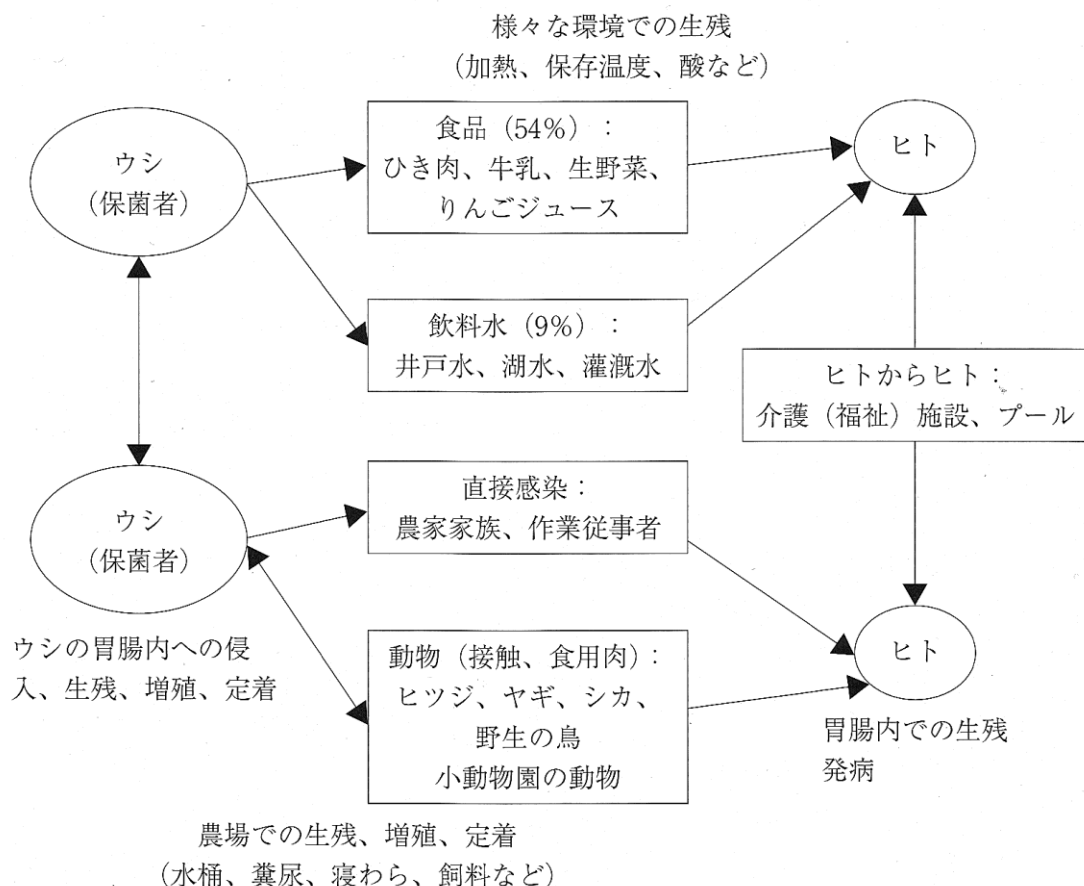 様々な環境での生残
（加熱、保存温度、酸など）
ウシ
（保菌者）
食品（54%）：
ひき肉、牛乳、生野菜、
りんごジュース
ヒト
飲料水（9%）：
井戸水、湖水、灌漑水
ヒトからヒト：
介護（福祉）施設、プール
ウシ
（保菌者）
直接感染：
農家家族、作業従事者
ウシの胃腸内への侵
入、生残、増殖、定着
動物（接触、食用肉）：
ヒツジ、ヤギ、シカ、
野生の鳥
小動物園の動物
ヒト
胃腸内での生残
発病
農場での生残、増殖、定着
（水桶、糞尿、寝わら、飼料など）